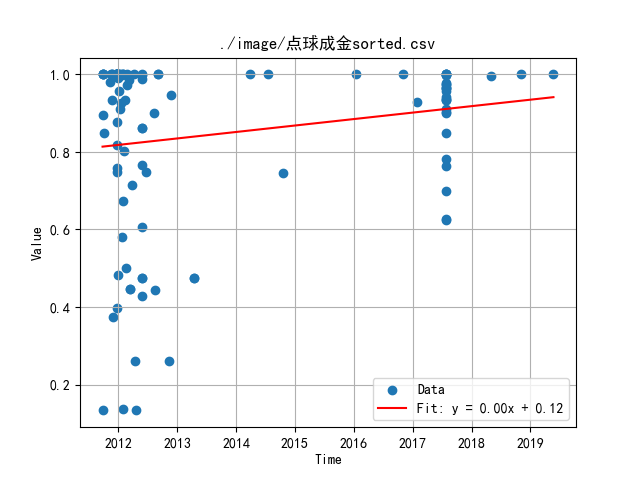 ./image/点球成金sorted.csv
1.0
0.8
0.6
0.4
0.2
Value
2012 2013 2014 2015 2016 2017 2018 2019
Time
Data
Fit: y = 0.00x + 0.12